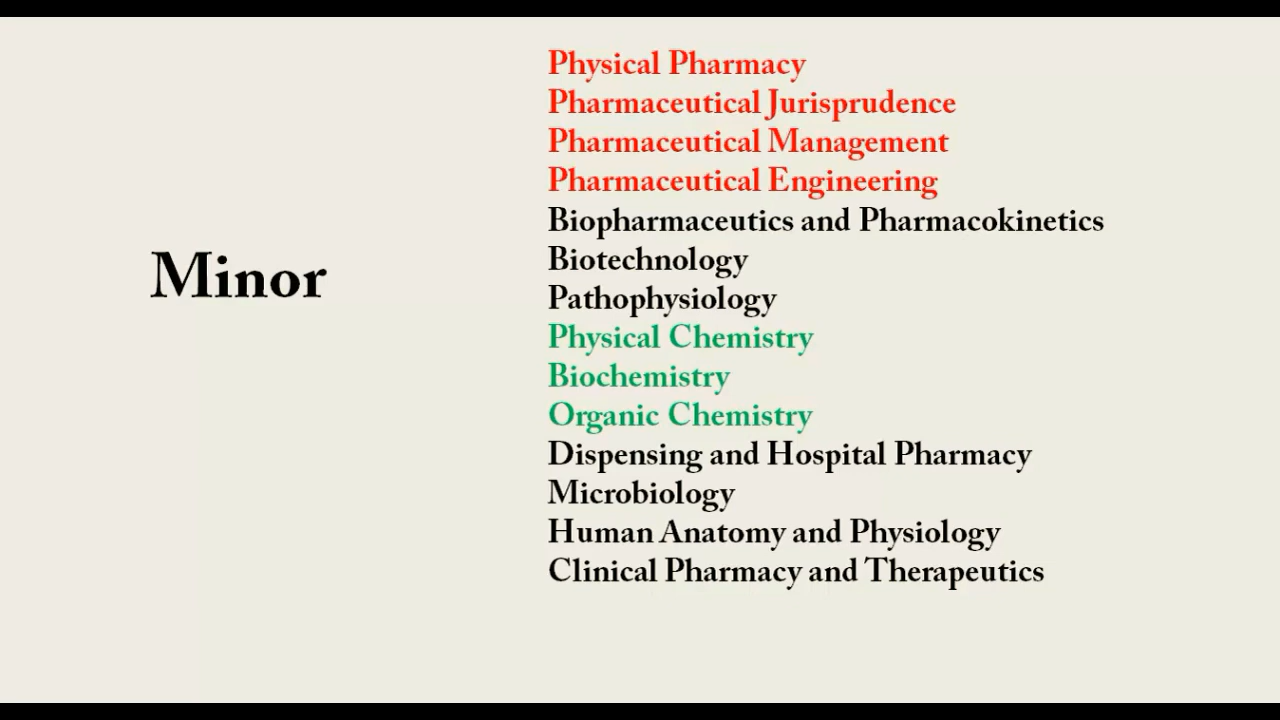 Minor
Physical Pharmacy
Pharmaceutical Jurisprudence
Pharmaceutical Management
Pharmaceutical Engineering
Biopharmaceutics and Pharmacokinetics
Biotechnology
Pathophysiology
Physical Chemistry
Biochemistry
Organic Chemistry
Dispensing and Hospital Pharmacy
Microbiology
Human Anatomy and Physiology
Clinical Pharmacy and Therapeutics